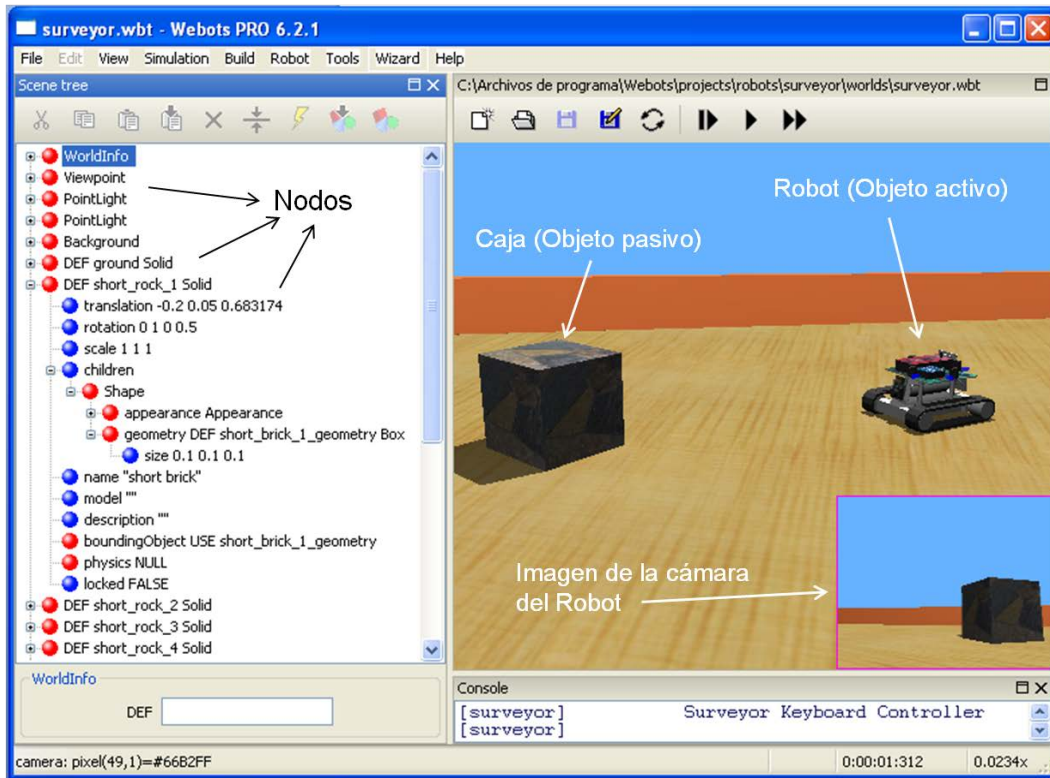 surveyor.wbt - Webots PRO 6.2.1
File Edit View Simulation Build Robot Tools Wizard Help
Scene tree
WorldInfo
Viewpoint
PointLight
PointLight
Background
DEF ground Solid
DEF short_rock_1 Solid
translation -0.2 0.05 0.683174
rotation 0 1 0 0.5
scale 1 1 1
children
Shape
appearance Appearance
geometry DEF short_brick_1_geometry Box
size 0.1 0.1 0.1
name "short brick"
model ""
description ""
boundingObject USE short_brick_1_geometry
physics NULL
locked FALSE
DEF short_rock_2 Solid
DEF short_rock_3 Solid
DEF short_rock_4 Solid
Nodos
WorldInfo
DEF
C:\Archivos de programa\Webots\projects\robots\surveyor\worlds\surveyor.wbt
Robot (Objeto activo)
Caja (Objeto pasivo)
Imagen de la cámara
del Robot
Console
[surveyor] Surveyor Keyboard Controller
[surveyor]
camera: pixel(49,1)=#66B2FF
0:00:01:312
0.0234x